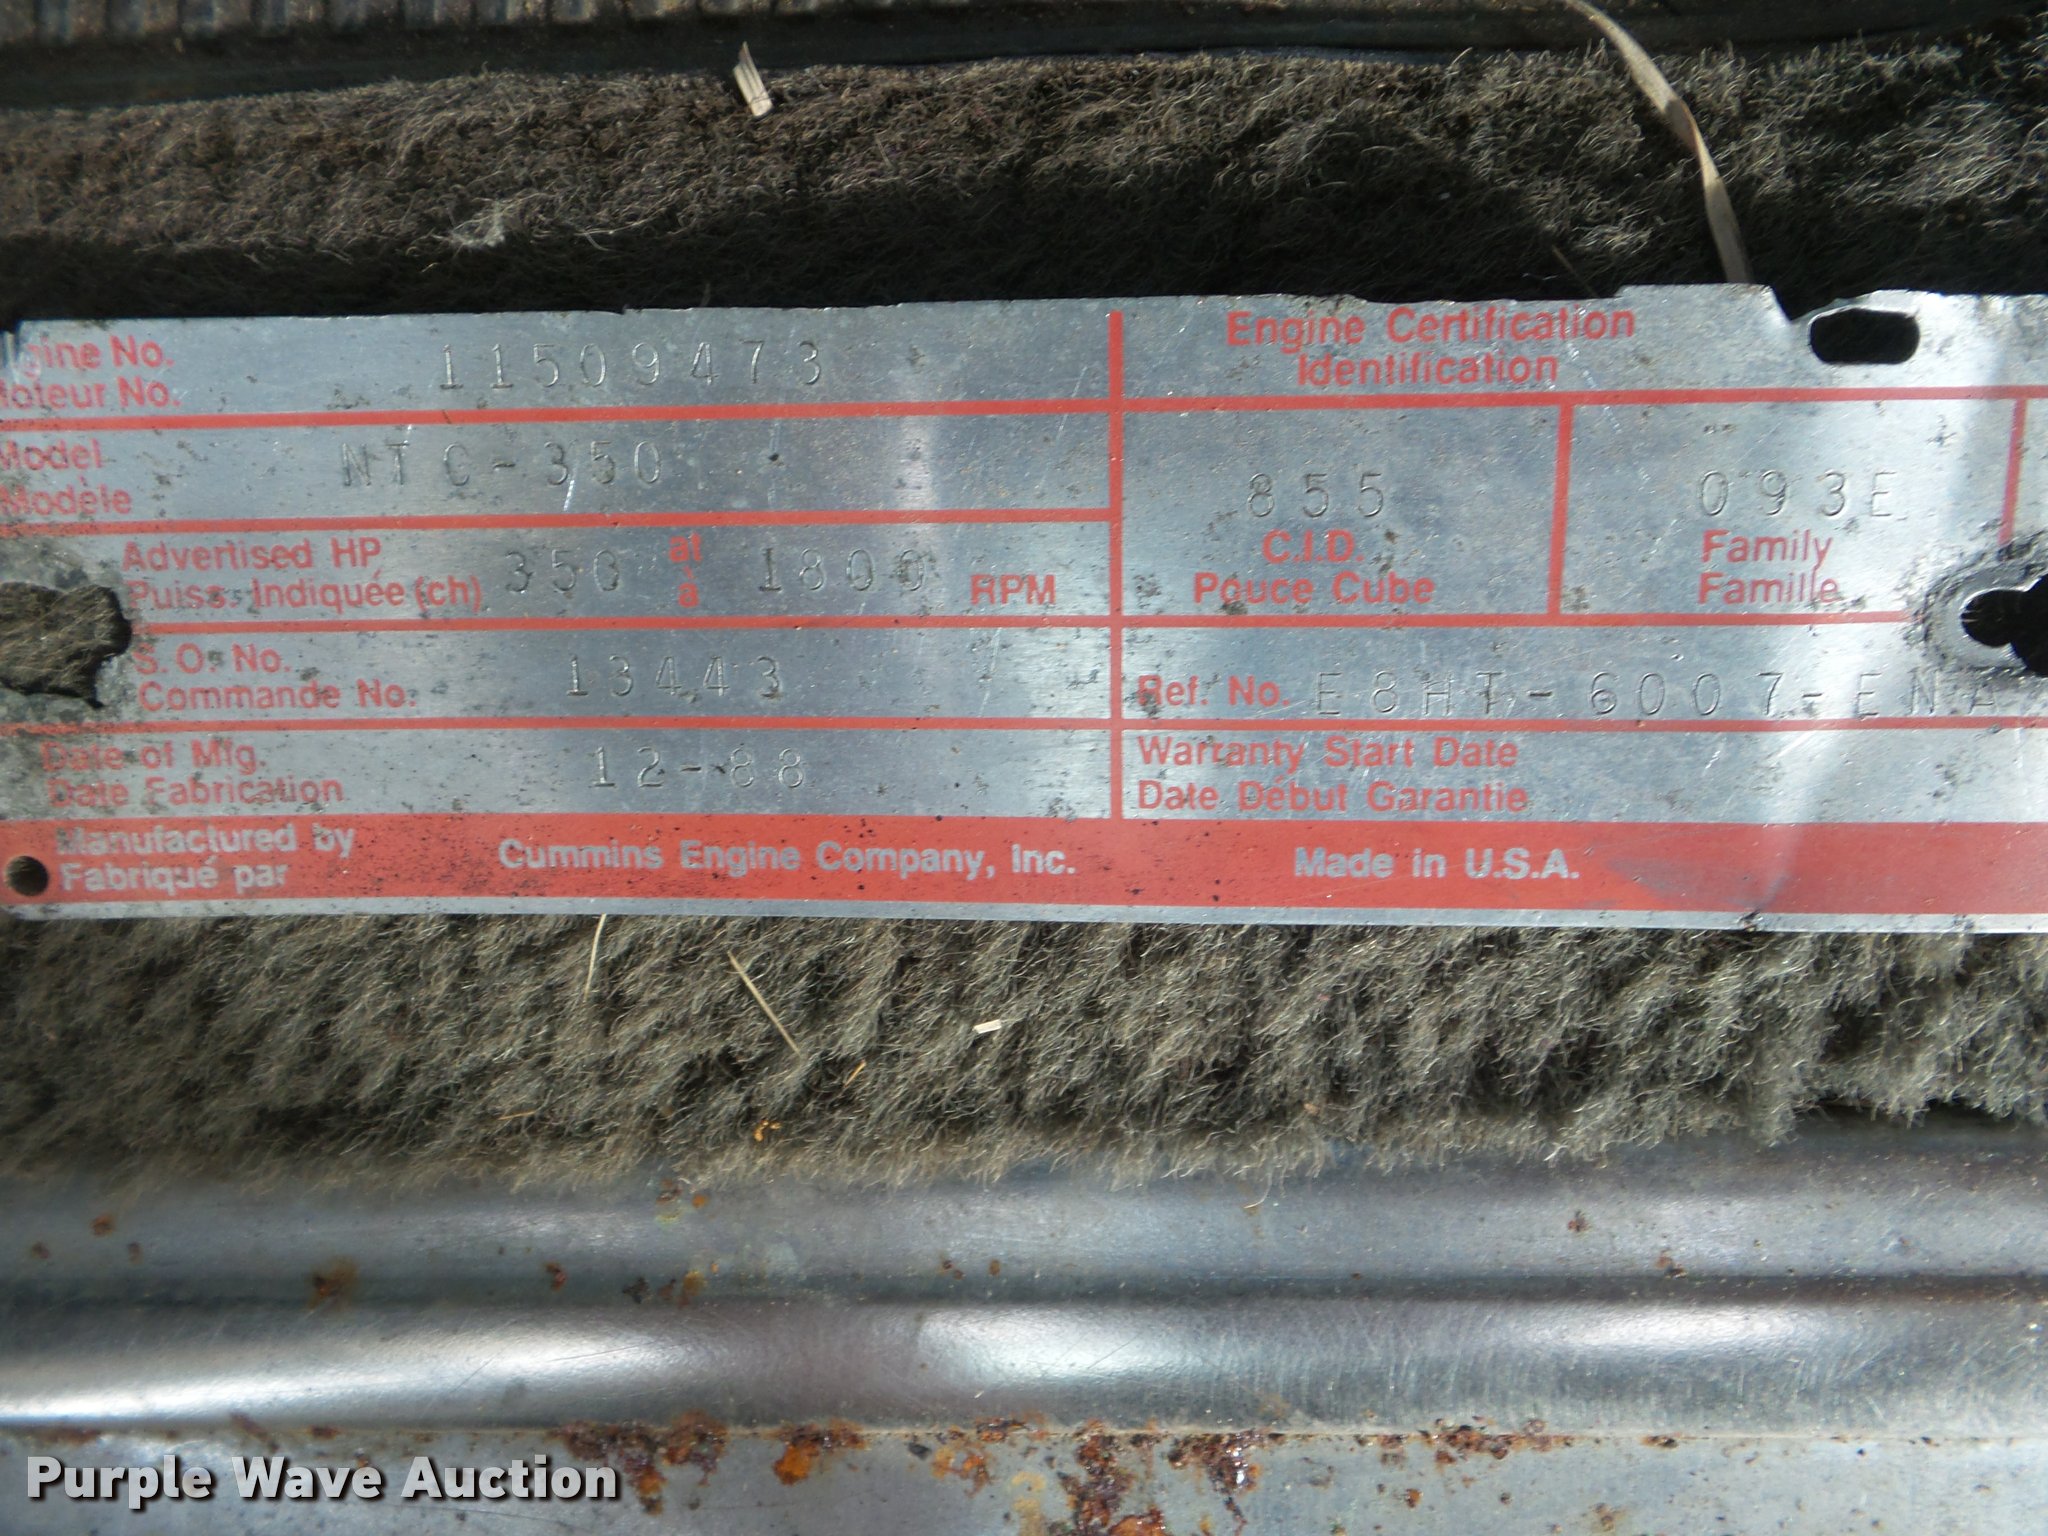 gine No. 11509473
oteur No.
Engine Certification
Identification
Model NTC-350
Modèle
855
C.I.D.
Pouce Cube
093E
Family
Famille
Advertised HP 350 at 1800 RPM
Puiss. Indiquée (ch) à
S. O. No. 13443
Commande No.
Ref. No. E8HT-6007-ENA
Date of Mfg. 12-88
Date Fabrication
Warranty Start Date
Date Début Garantie
Manufactured by Cummins Engine Company, Inc. Made in U.S.A.
Fabriqué par
Purple Wave Auction